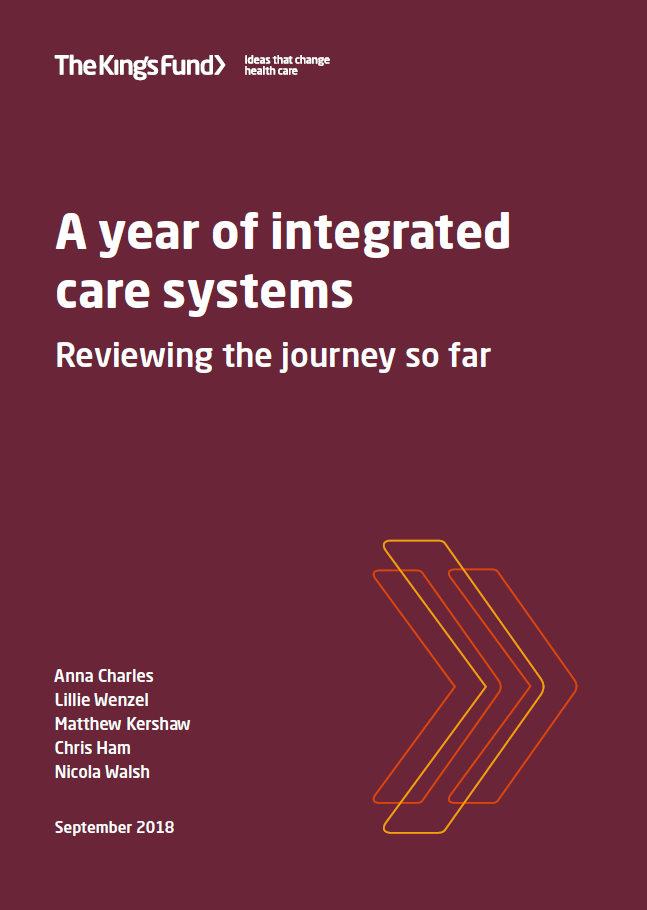 The King's Fund
Ideas that change
health care
A year of integrated
care systems
Reviewing the journey so far
Anna Charles
Lillie Wenzel
Matthew Kershaw
Chris Ham
Nicola Walsh
September 2018